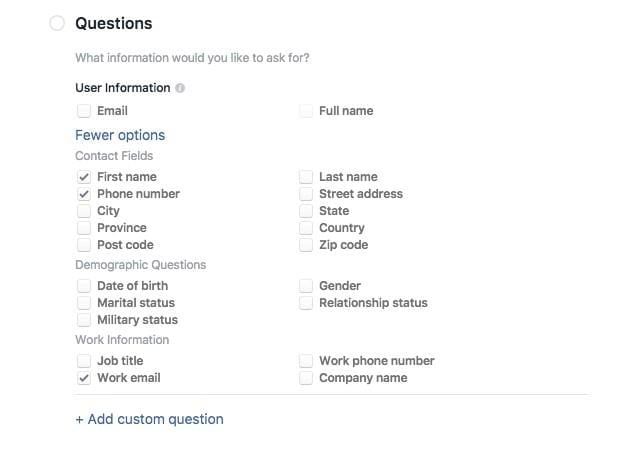 Questions
What information would you like to ask for?
User Information
Email Full name
Fewer options
Contact Fields
First name Last name
Phone number Street address
City State
Province Country
Post code Zip code
Demographic Questions
Date of birth Gender
Marital status Relationship status
Military status
Work Information
Job title Work phone number
Work email Company name
+ Add custom question